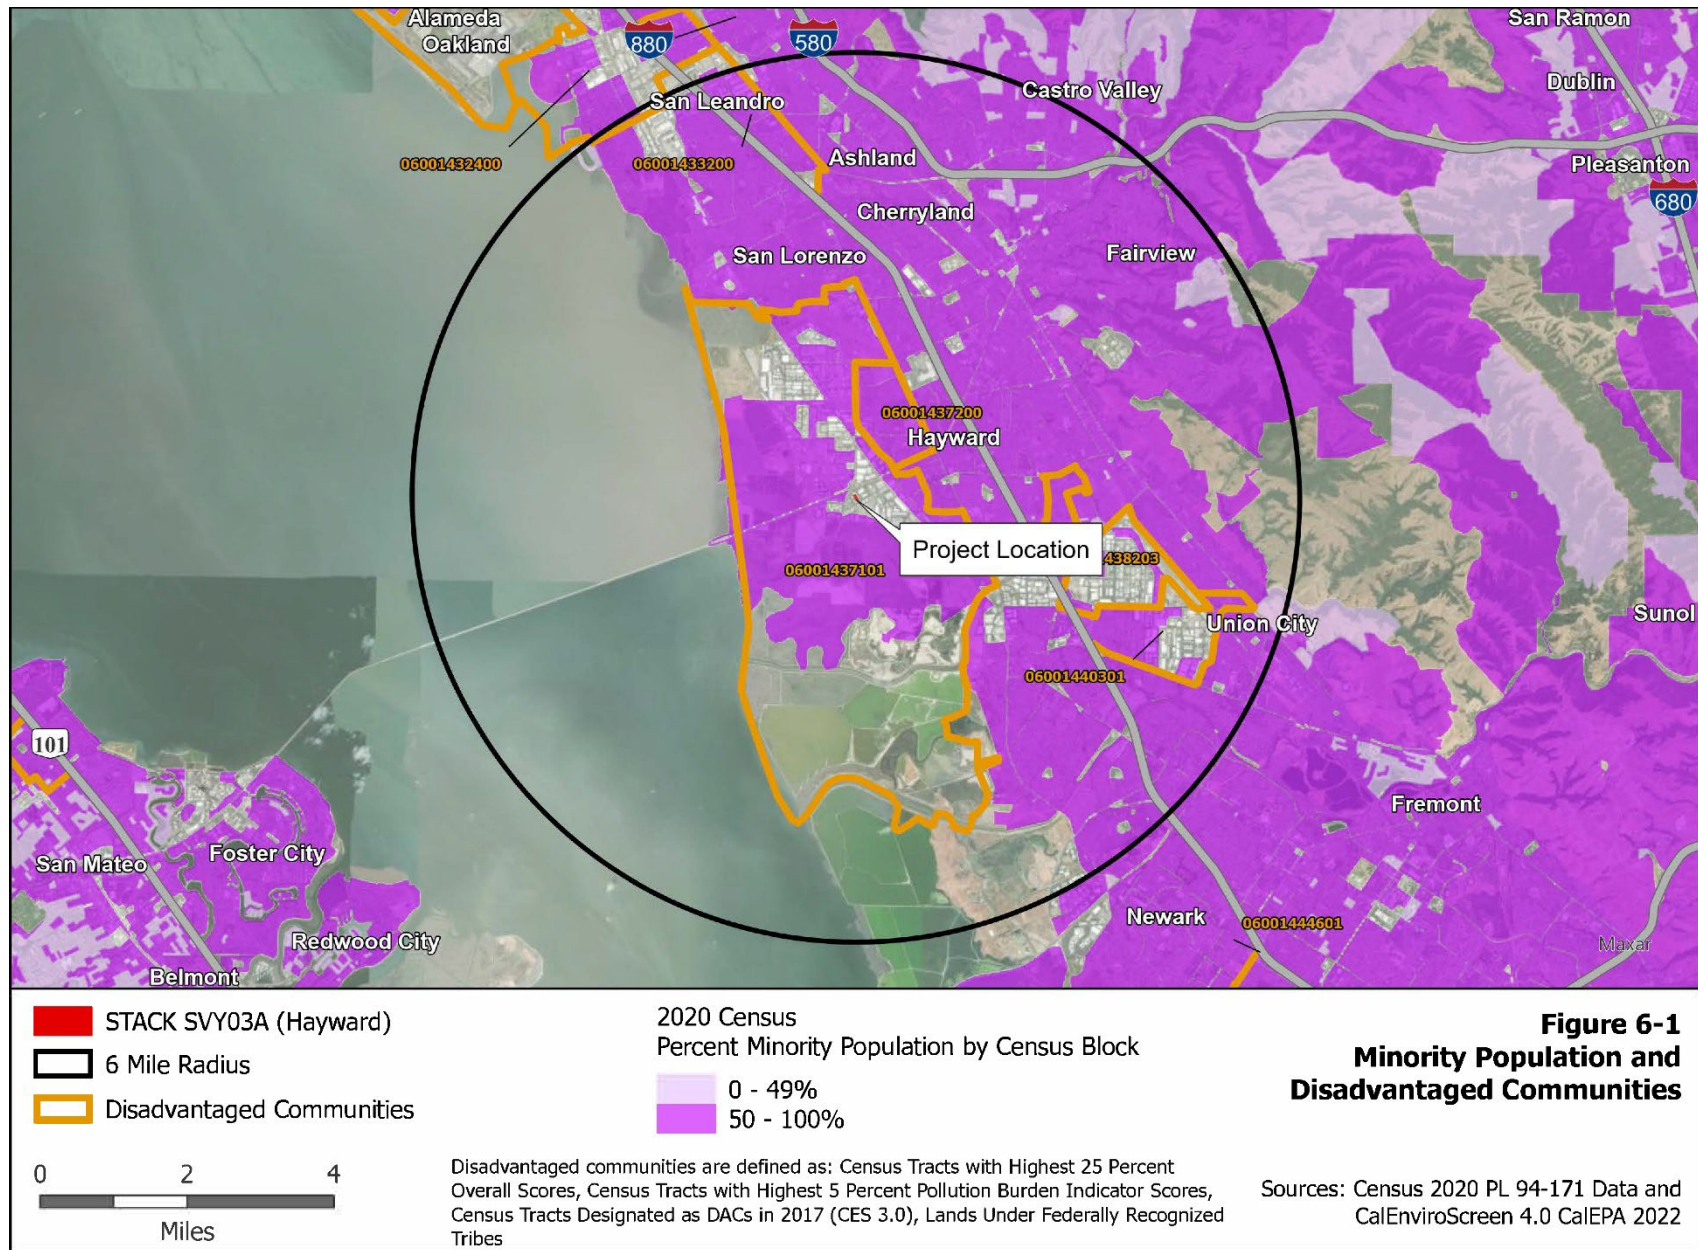 Alameda
Oakland
880
580
San Ramon
Dublin
Castro Valley
San Leandro
Ashland
06001432400
06001433200
Pleasanton
680
Cherryland
San Lorenzo
Fairview
06001437200
Hayward
Project Location
438203
06001437101
Union City
Sunol
06001440301
101
Fremont
San Mateo
Foster City
Newark
06001444601
Redwood City
Maxar
Belmont
STACK SVY03A (Hayward)
6 Mile Radius
Disadvantaged Communities
2020 Census
Percent Minority Population by Census Block
0 - 49%
50 - 100%
Figure 6-1
Minority Population and
Disadvantaged Communities
0 2 4
Miles
Disadvantaged communities are defined as: Census Tracts with Highest 25 Percent
Overall Scores, Census Tracts with Highest 5 Percent Pollution Burden Indicator Scores,
Census Tracts Designated as DACs in 2017 (CES 3.0), Lands Under Federally Recognized
Tribes
Sources: Census 2020 PL 94-171 Data and
CalEnviroScreen 4.0 CalEPA 2022